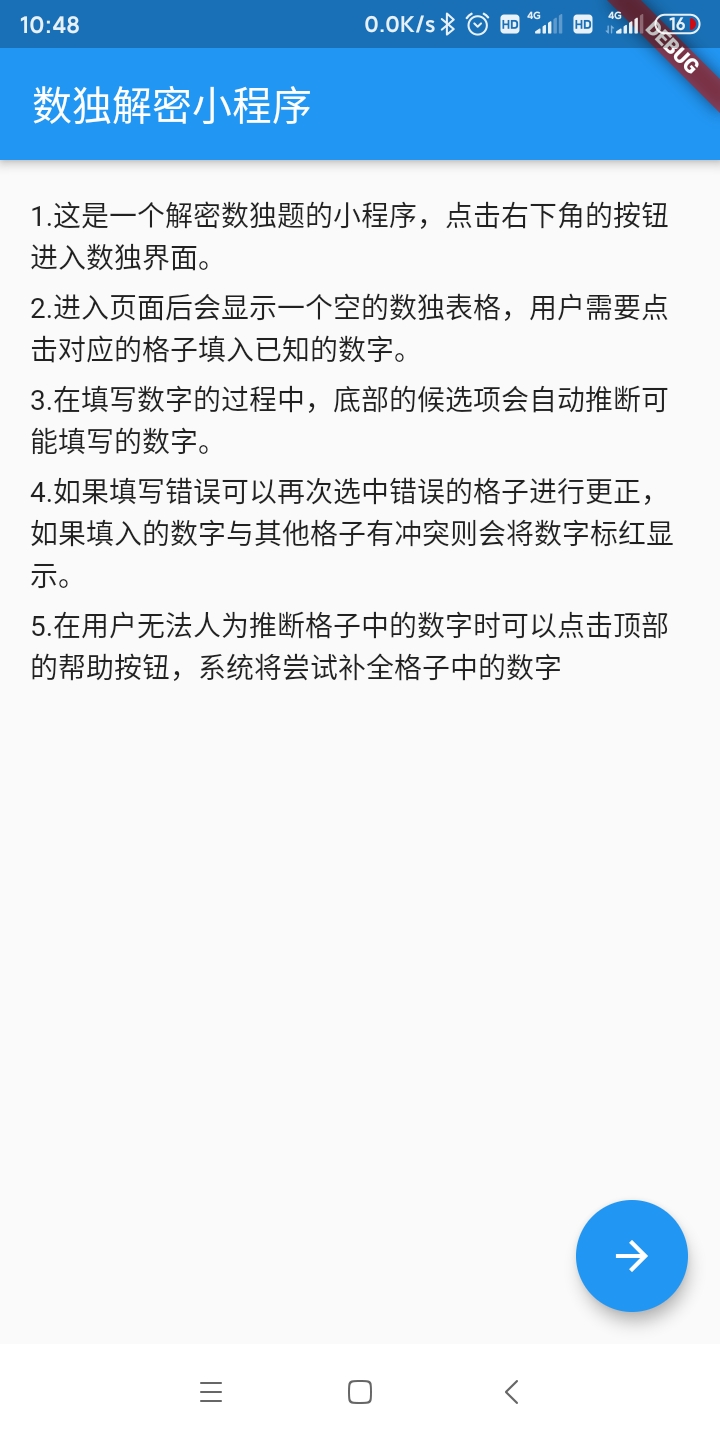 10:48
0.0K/s
HD
4G
HD
4G
16
DEBUG
数独解密小程序
1.这是一个解密数独题的小程序，点击右下角的按钮
进入数独界面。
2.进入页面后会显示一个空的数独表格，用户需要点
击对应的格子填入已知的数字。
3.在填写数字的过程中，底部的候选项会自动推断可
能填写的数字。
4.如果填写错误可以再次选中错误的格子进行更正，
如果填入的数字与其他格子有冲突则会将数字标红显
示。
5.在用户无法人为推断格子中的数字时可以点击顶部
的帮助按钮，系统将尝试补全格子中的数字